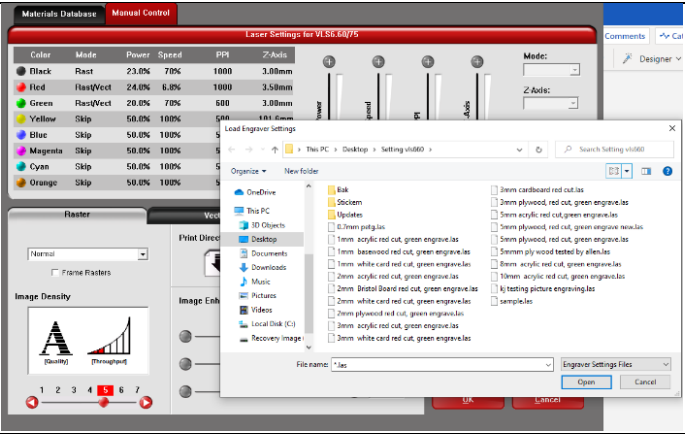 Materials Database
Manual Control
Laser Settings for VLS6.60/75
Color Mode Power Speed PPI Z-Axis
Black Rast 23.0% 70% 1000 3.00mm
Red Rast/Vect 24.0% 6.8% 1000 3.50mm
Green Rast/Vect 20.0% 70% 600 3.00mm
Yellow Skip 50.0% 100% 500 101.6mm
Blue Skip 50.0% 100% 5
Magenta Skip 50.0% 100% 5
Cyan Skip 50.0% 100% 5
Orange Skip 50.0% 100% 5
Mode:
Z-Axis:
Power
Speed
PPI
Z-Axis
Comments
Designer
Raster
Vect
Normal
Frame Rasters
Image Density
[Quality] [Throughput]
1 2 3 4 5 6 7
Print Direc
Image Enh
OK
Cancel
Load Engraver Settings
This PC > Desktop > Setting vls660 >
Search Setting vls660
Organize
New folder
OneDrive
This PC
3D Objects
Desktop
Documents
Downloads
Music
Pictures
Videos
Local Disk (C:)
Recovery Image
Bak
Stickern
Updates
0.7mm petg.las
1mm acrylic red cut, green engrave.las
1mm basewood red cut, green engrave.las
1mm white card red cut, green engrave.las
2mm acrylic red cut, green engrave.las
2mm Bristol Board red cut, green engrave.las
2mm white card red cut, green engrave.las
2mm plywood red cut, green engrave.las
3mm acrylic red cut, green engrave.las
3mm white card red cut, green engrave.las
3mm cardboard red cut.las
3mm plywood, red cut, green engrave.las
5mm acrylic red cut,green engrave.las
5mm plywood, red cut, green engrave new.las
5mm plywood, red cut, green engrave.las
5mmm ply wood tested by allen.las
8mm acrylic red cut, green engrave.las
10mm acrylic red cut, green engrave.las
kj testing picture engraving.las
sample.las
File name: *.las
Engraver Settings Files
Open
Cancel